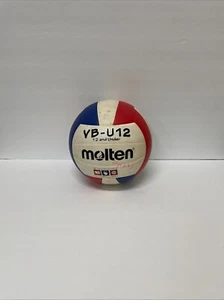 VB-U12
12 and Under
molten